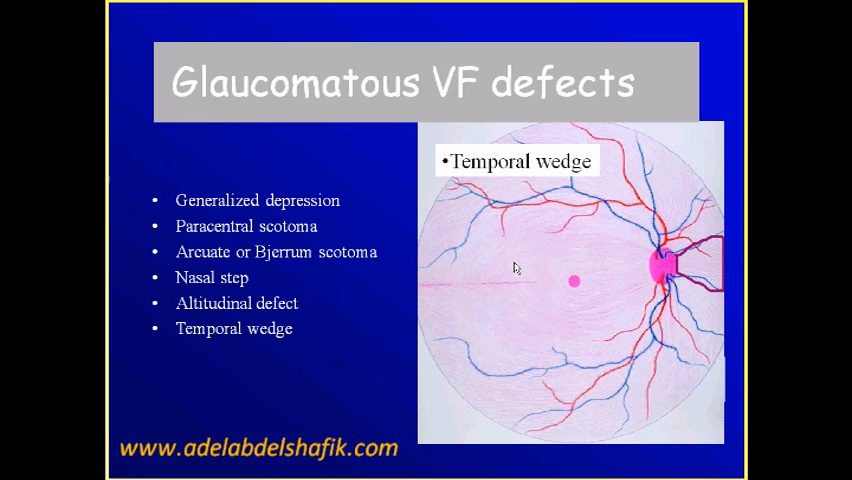 Glaucomatous VF defects
•Temporal wedge
• Generalized depression
• Paracentral scotoma
• Arcuate or Bjerrum scotoma
• Nasal step
• Altitudinal defect
• Temporal wedge
www.adelabdelshafik.com